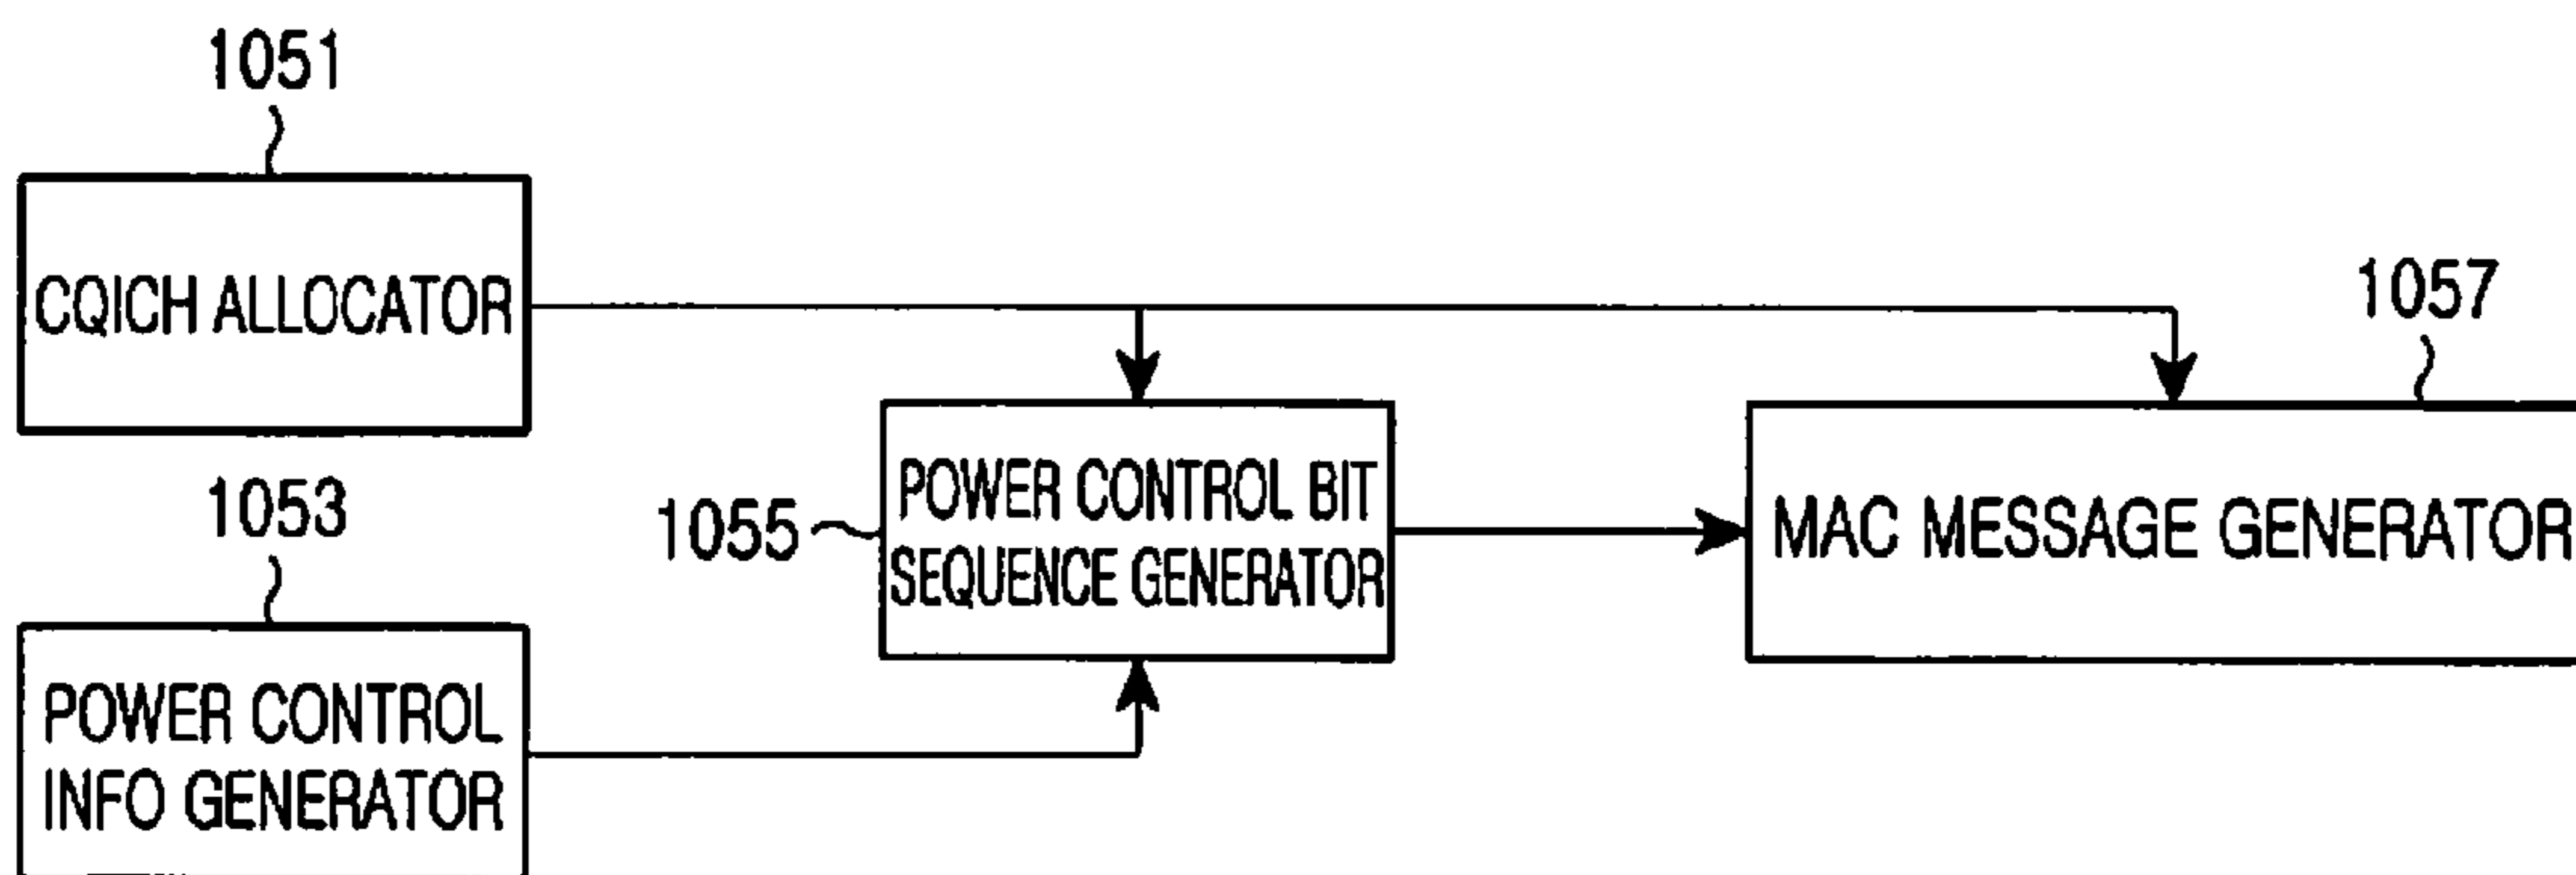 1051
CQICH ALLOCATOR
1057
1053
1055
POWER CONTROL BIT
SEQUENCE GENERATOR
MAC MESSAGE GENERATOR
POWER CONTROL
INFO GENERATOR